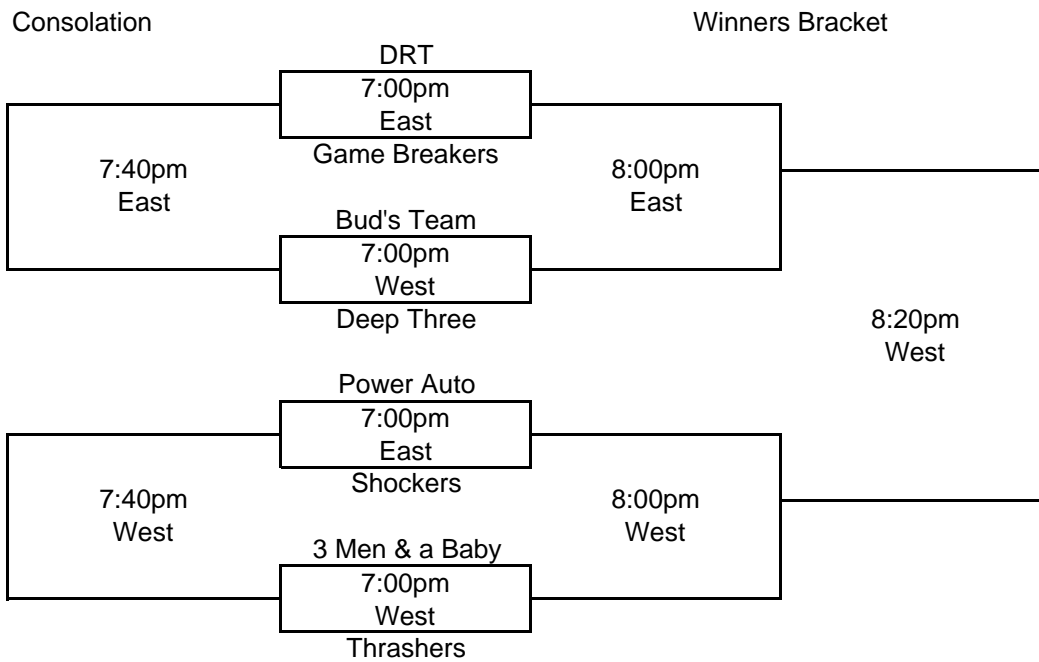 Consolation
Winners Bracket
DRT
7:00pm
East
Game Breakers
7:40pm
East
8:00pm
East
Bud's Team
7:00pm
West
Deep Three
8:20pm
West
Power Auto
7:00pm
East
Shockers
7:40pm
West
8:00pm
West
3 Men & a Baby
7:00pm
West
Thrashers